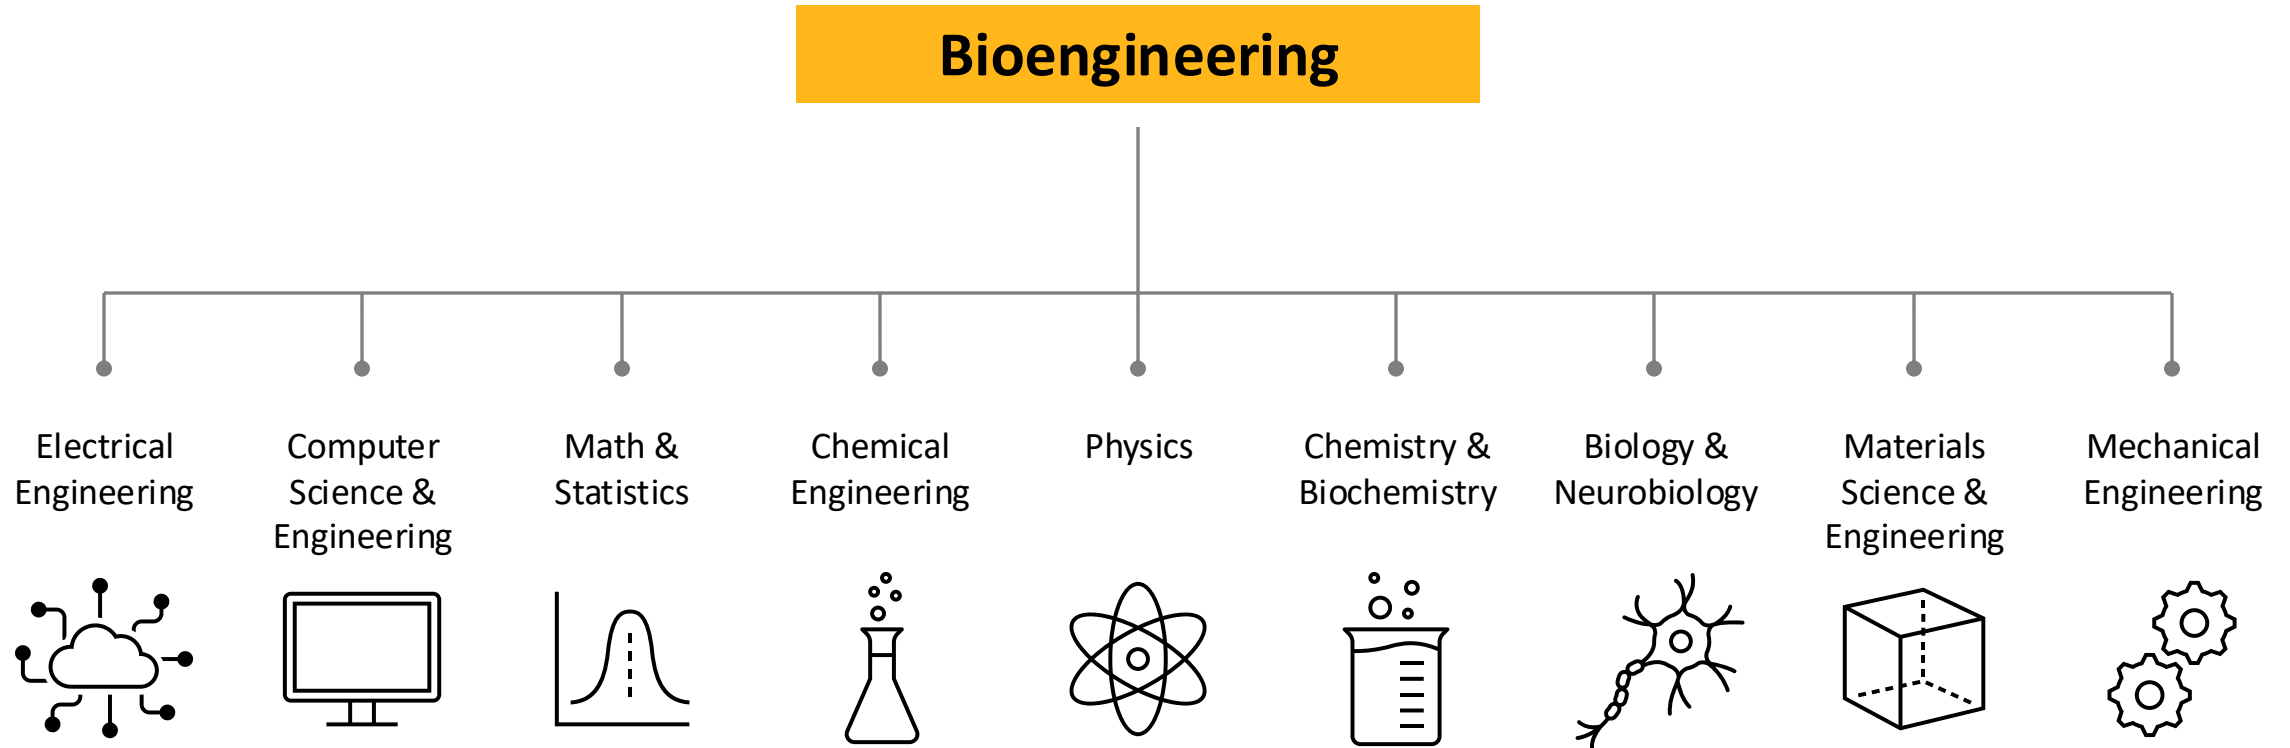 Bioengineering
Electrical
Engineering
Computer
Science &
Engineering
Math &
Statistics
Chemical
Engineering
Physics
Chemistry &
Biochemistry
Biology &
Neurobiology
Materials
Science &
Engineering
Mechanical
Engineering